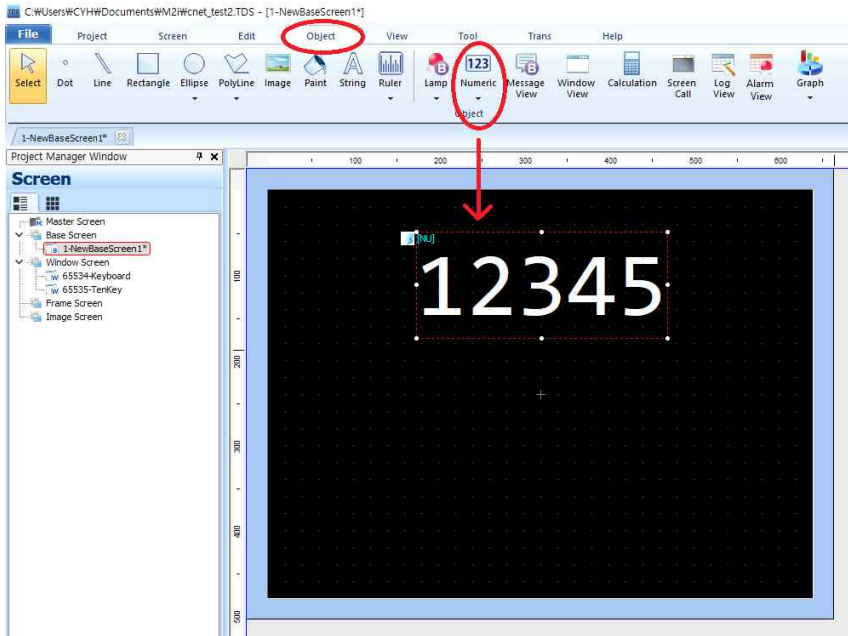 C:₩Users₩CYH₩Documents₩M2i₩cnet_test2.TDS - [1-NewBaseScreen1*]
File Project Screen Edit Object View Tool Trans Help
Select Dot Line Rectangle Ellipse PolyLine Image Paint String Ruler Lamp Numeric Message View Window View Calculation Screen Call Log View Alarm View Graph
Object
1-NewBaseScreen1*
Project Manager Window
Screen
Master Screen
Base Screen
1-NewBaseScreen1*
Window Screen
65534-Keyboard
65535-TenKey
Frame Screen
Image Screen
100 200 300 400 500 600
100
200
300
400
500
[NU]
12345